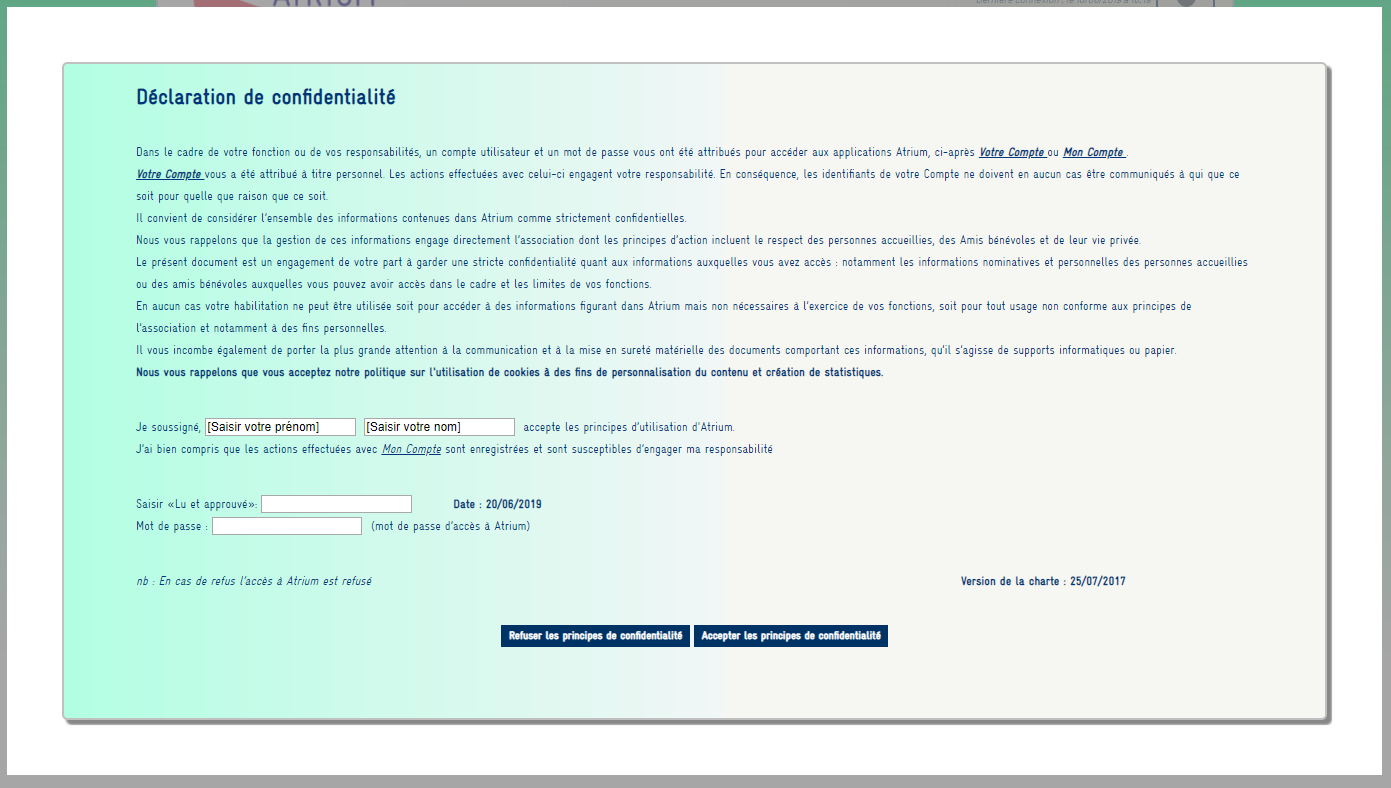 ATRIUM
Dernière connexion : le
Déclaration de confidentialité
Dans le cadre de votre fonction ou de vos responsabilités, un compte utilisateur et un mot de passe vous ont été attribués pour accéder aux applications Atrium, ci-après Votre Compte ou Mon Compte .
Votre Compte vous a été attribué à titre personnel. Les actions effectuées avec celui-ci engagent votre responsabilité. En conséquence, les identifiants de votre Compte ne doivent en aucun cas être communiqués à qui que ce
soit pour quelle que raison que ce soit.
Il convient de considérer l'ensemble des informations contenues dans Atrium comme strictement confidentielles.
Nous vous rappelons que la gestion de ces informations engage directement l'association dont les principes d'action incluent le respect des personnes accueillies, des Amis bénévoles et de leur vie privée.
Le présent document est un engagement de votre part à garder une stricte confidentialité quant aux informations auxquelles vous avez accès : notamment les informations nominatives et personnelles des personnes accueillies
ou des amis bénévoles auxquelles vous pouvez avoir accès dans le cadre et les limites de vos fonctions.
En aucun cas votre habilitation ne peut être utilisée soit pour accéder à des informations figurant dans Atrium mais non nécessaires à l'exercice de vos fonctions, soit pour tout usage non conforme aux principes de
l'association et notamment à des fins personnelles.
Il vous incombe également de porter la plus grande attention à la communication et à la mise en sureté matérielle des documents comportant ces informations, qu'il s'agisse de supports informatiques ou papier.
Nous vous rappelons que vous acceptez notre politique sur l'utilisation de cookies à des fins de personnalisation du contenu et création de statistiques.
Je soussigné, [Saisir votre prénom] [Saisir votre nom] accepte les principes d'utilisation d'Atrium.
J'ai bien compris que les actions effectuées avec Mon Compte sont enregistrées et sont susceptibles d'engager ma responsabilité
Saisir «Lu et approuvé»: Date : 20/06/2019
Mot de passe : (mot de passe d'accès à Atrium)
nb : En cas de refus l'accès à Atrium est refusé Version de la charte : 25/07/2017
Refuser les principes de confidentialité Accepter les principes de confidentialité